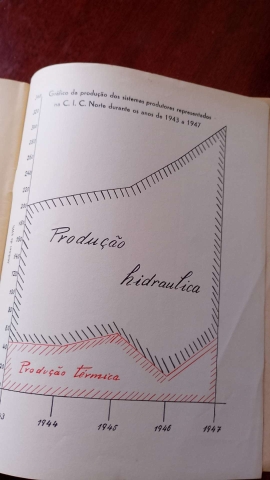 Gráfico da produção dos sistemas produtores representados
na C. I. C. Norte durante os anos de 1943 a 1947
Produção
hidraulica
Produção térmica
1944
1945
1946
1947